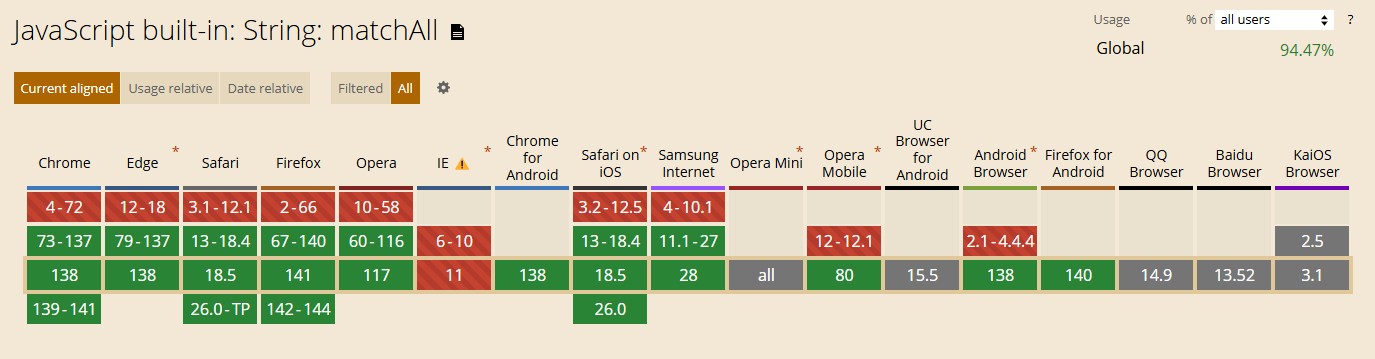 JavaScript built-in: String: matchAll
Usage % of all users ?
Global 94.47%
Current aligned Usage relative Date relative Filtered All
Chrome Edge * Safari Firefox Opera IE * Chrome for Android Safari on iOS * Samsung Internet Opera Mini * Opera Mobile * UC Browser for Android Android Browser * Firefox for Android QQ Browser Baidu Browser KaiOS Browser
4-72 12-18 3.1-12.1 2-66 10-58 3.2-12.5 4-10.1
73-137 79-137 13-18.4 67-140 60-116 6-10 13-18.4 11.1-27 12-12.1 2.1-4.4.4 2.5
138 138 18.5 141 117 11 138 18.5 28 all 80 15.5 138 140 14.9 13.52 3.1
139-141 26.0-TP 142-144 26.0